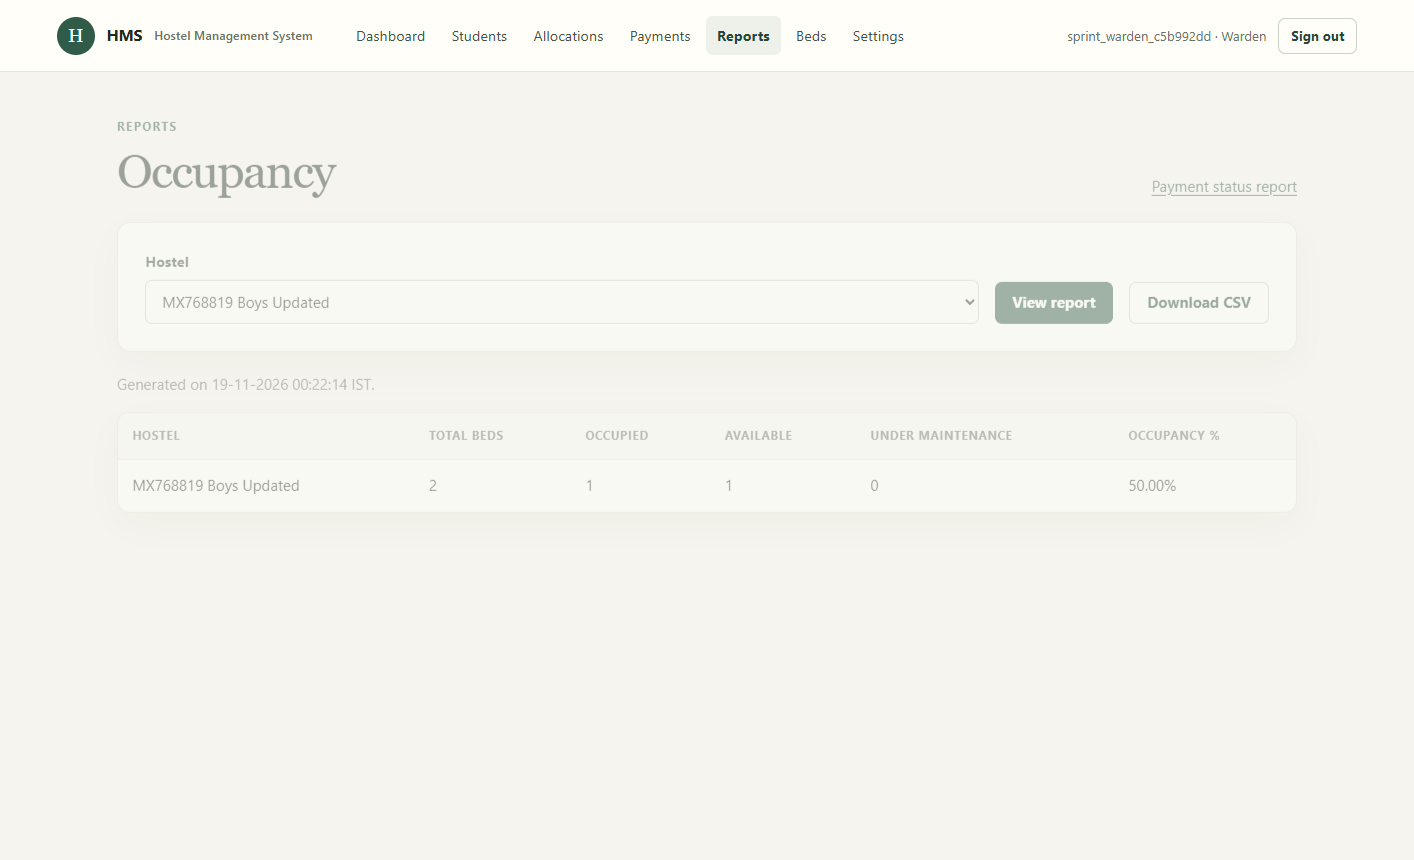 H HMS Hostel Management System Dashboard Students Allocations Payments Reports Beds Settings sprint_warden_c5b992dd · Warden Sign out
REPORTS
Occupancy
Payment status report
Hostel
MX768819 Boys Updated View report Download CSV
Generated on 19-11-2026 00:22:14 IST.
HOSTEL TOTAL BEDS OCCUPIED AVAILABLE UNDER MAINTENANCE OCCUPANCY %
MX768819 Boys Updated 2 1 1 0 50.00%